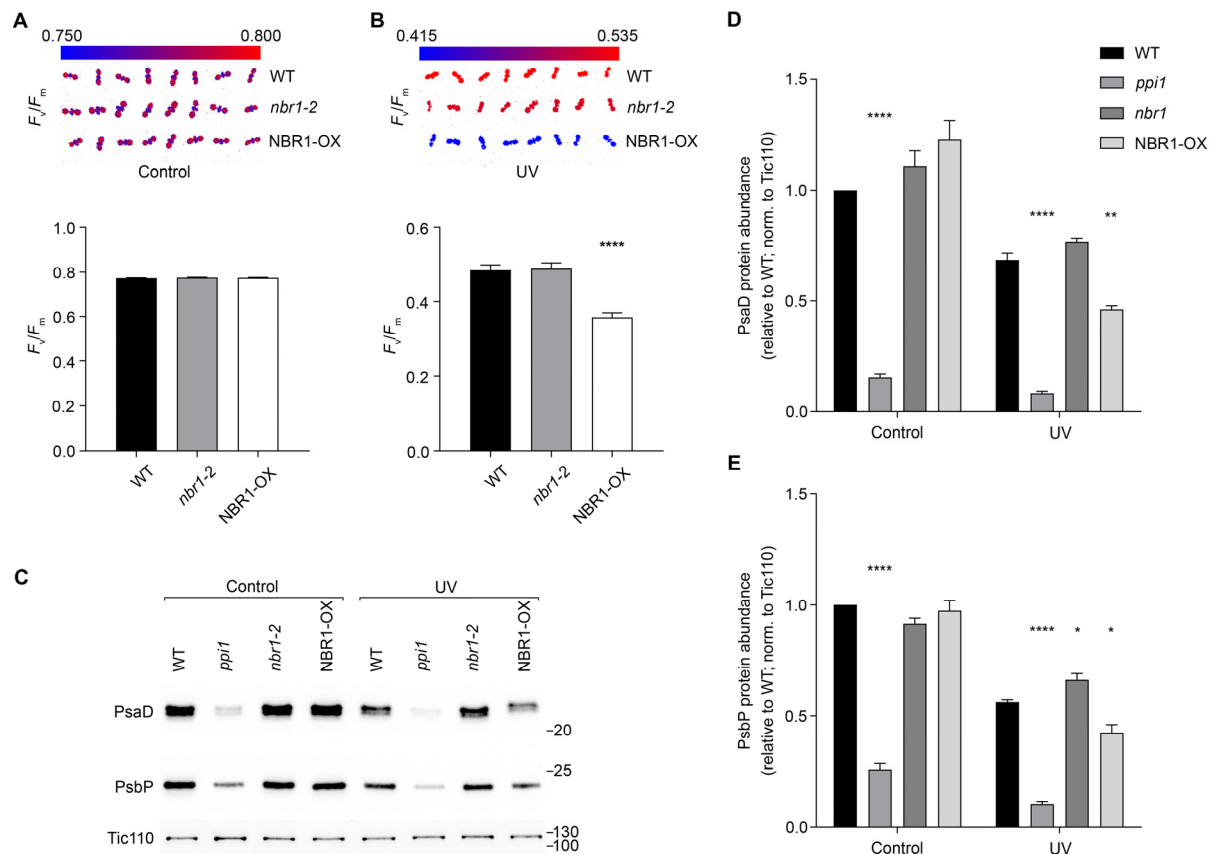 A
0.750 0.800
Fv/Fm
WT
nbr1-2
NBR1-OX
Control
Fv/Fm
1.0
0.8
0.6
0.4
0.2
0.0
WT
nbr1-2
NBR1-OX
B
0.415 0.535
Fv/Fm
WT
nbr1-2
NBR1-OX
UV
Fv/Fm
0.6
0.4
0.2
0.0
****
WT
nbr1-2
NBR1-OX
C
Control UV
WT ppi1 nbr1-2 NBR1-OX WT ppi1 nbr1-2 NBR1-OX
PsaD
–20
PsbP
–25
Tic110
–130
–100
D
WT
ppi1
nbr1
NBR1-OX
PsaD protein abundance
(relative to WT; norm. to Tic110)
1.5
1.0
0.5
0.0
**** **** **
Control UV
E
PsbP protein abundance
(relative to WT; norm. to Tic110)
1.5
1.0
0.5
0.0
**** **** * *
Control UV